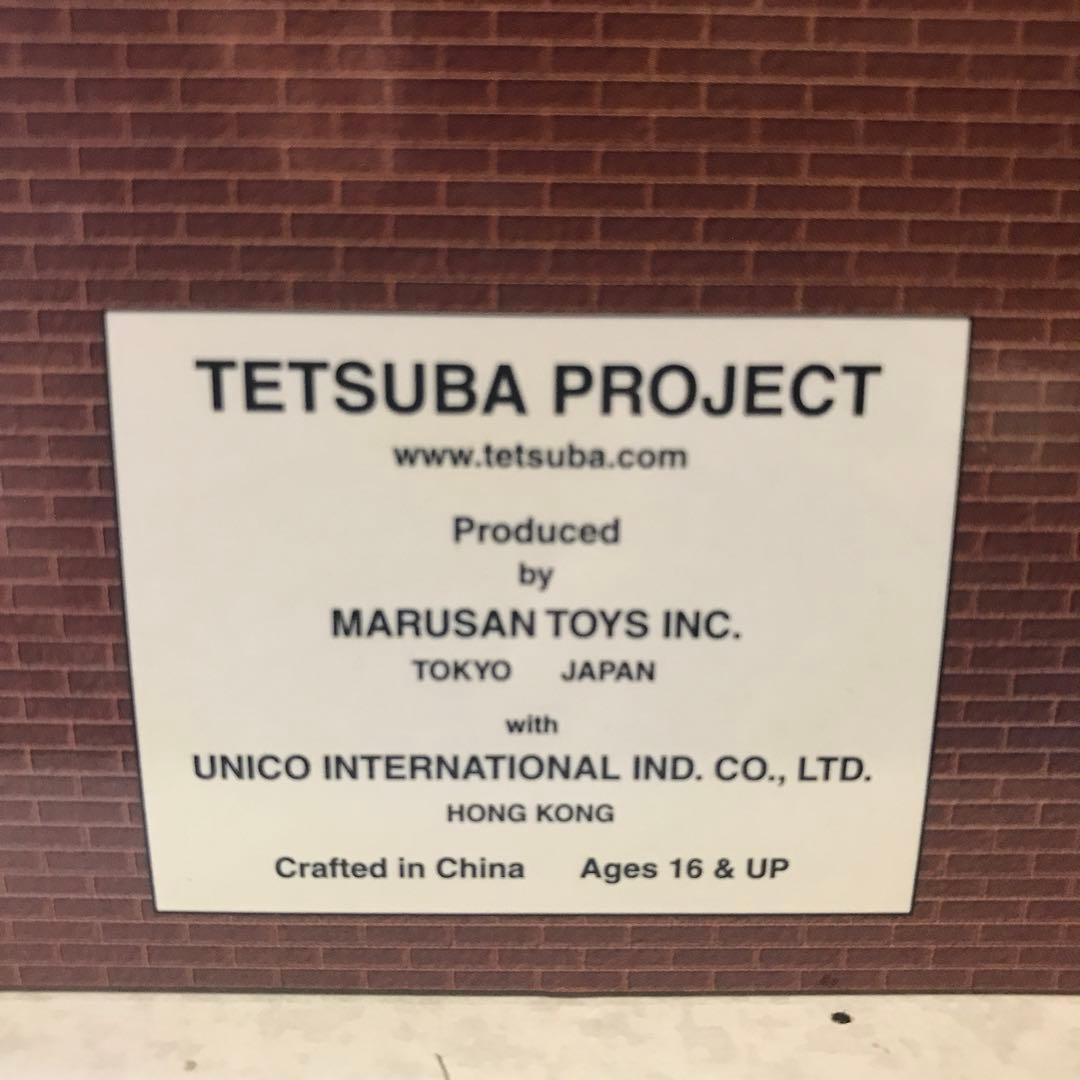 TETSUBA PROJECT
www.tetsuba.com
Produced
by
MARUSAN TOYS INC.
TOKYO JAPAN
with
UNICO INTERNATIONAL IND. CO., LTD.
HONG KONG
Crafted in China Ages 16 & UP